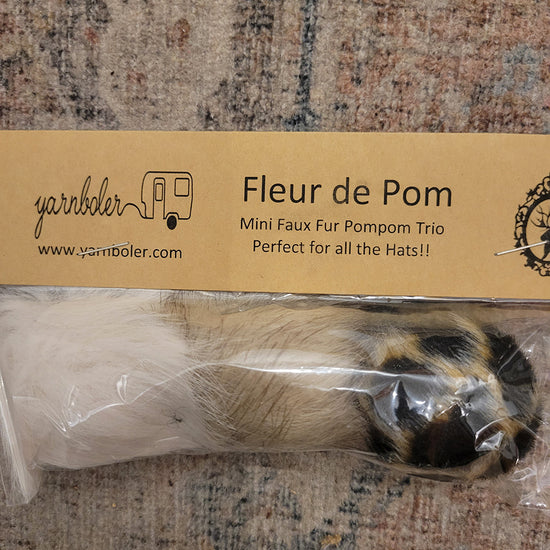 yarnboler
www.yarnboler.com
Fleur de Pom
Mini Faux Fur Pompom Trio
Perfect for all the Hats!!